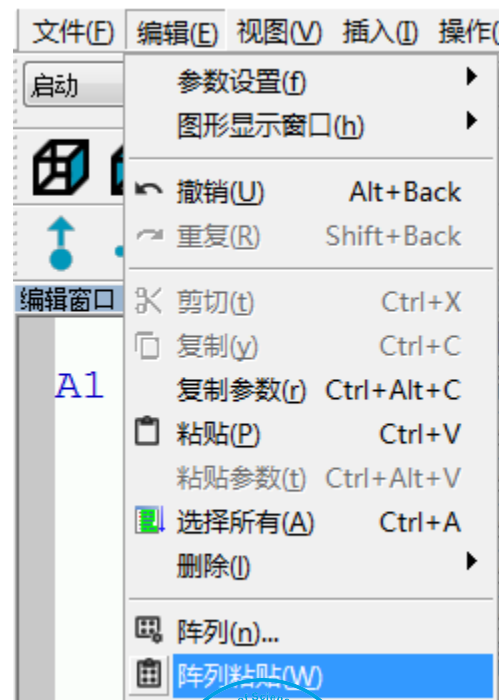 文件(F) 编辑(E) 视图(V) 插入(I) 操作(
启动
参数设置(f)
图形显示窗口(h)
撤销(U) Alt+Back
重复(R) Shift+Back
编辑窗口
剪切(t) Ctrl+X
复制(y) Ctrl+C
A1
复制参数(r) Ctrl+Alt+C
粘贴(P) Ctrl+V
粘贴参数(t) Ctrl+Alt+V
选择所有(A) Ctrl+A
删除(l)
阵列(n)...
阵列粘贴(W)